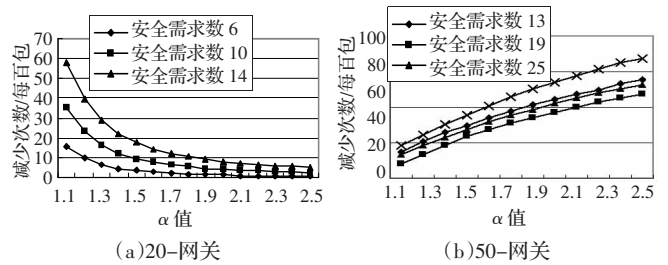 安全需求数 6
安全需求数 10
安全需求数 14
70
60
50
40
30
20
10
0
减少次数/每百包
1.1 1.3 1.5 1.7 1.9 2.1 2.3 2.5
α 值
(a)20-网关
安全需求数 13
安全需求数 19
安全需求数 25
100
80
60
40
20
0
减少次数/每百包
1.1 1.3 1.5 1.7 1.9 2.1 2.3 2.5
α 值
(b)50-网关